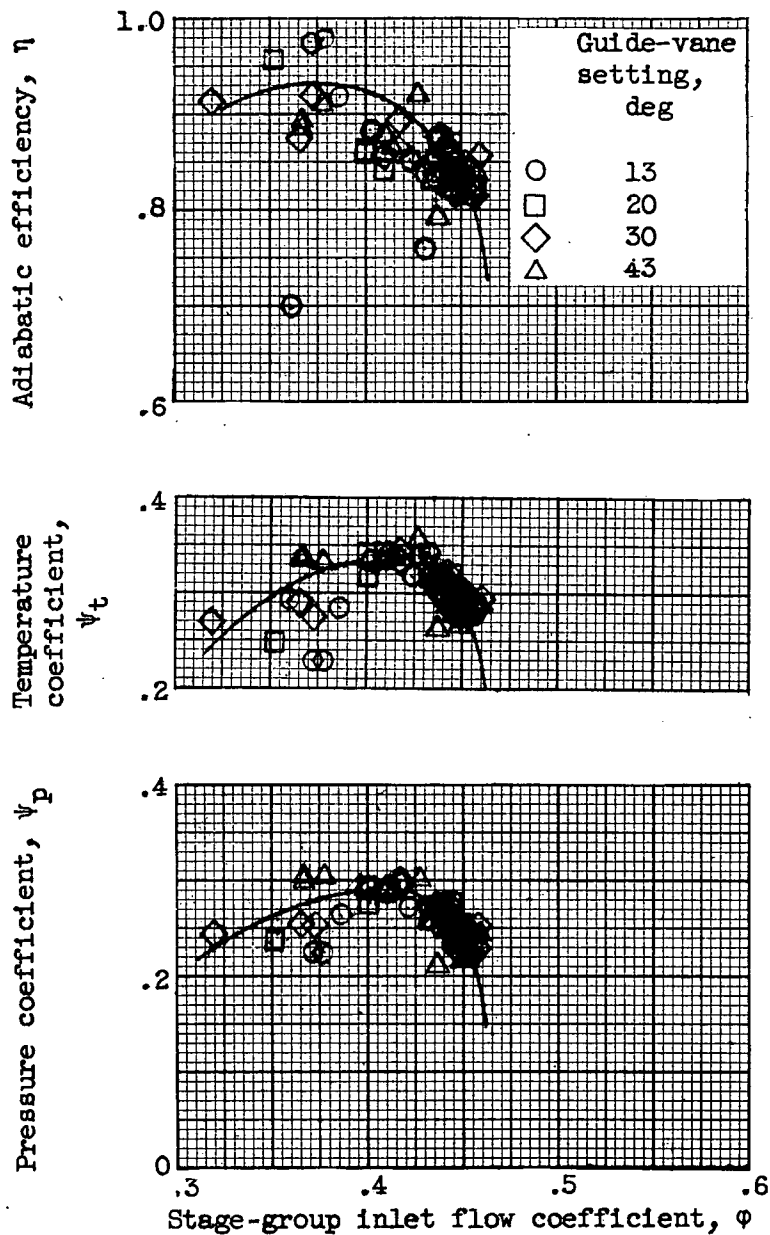 1.0
Adiabatic efficiency, η
.8
.6
Guide-vane
setting,
deg
13
20
30
43
.4
Temperature
coefficient,
ψt
.2
.4
Pressure coefficient, ψp
.2
0
.3
.4
.5
.6
Stage-group inlet flow coefficient, φ